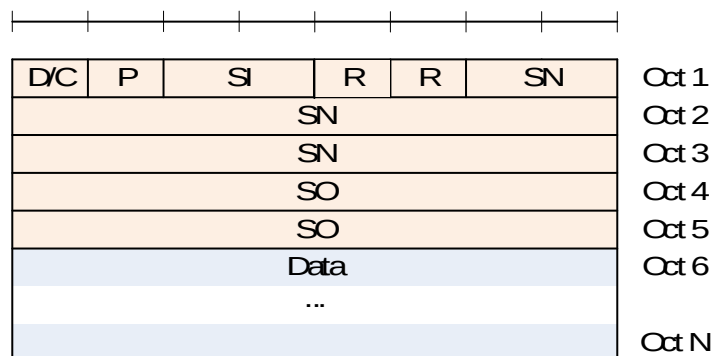 D/C P SI R R SN Oct 1
SN Oct 2
SN Oct 3
SO Oct 4
SO Oct 5
Data Oct 6
...
Oct N